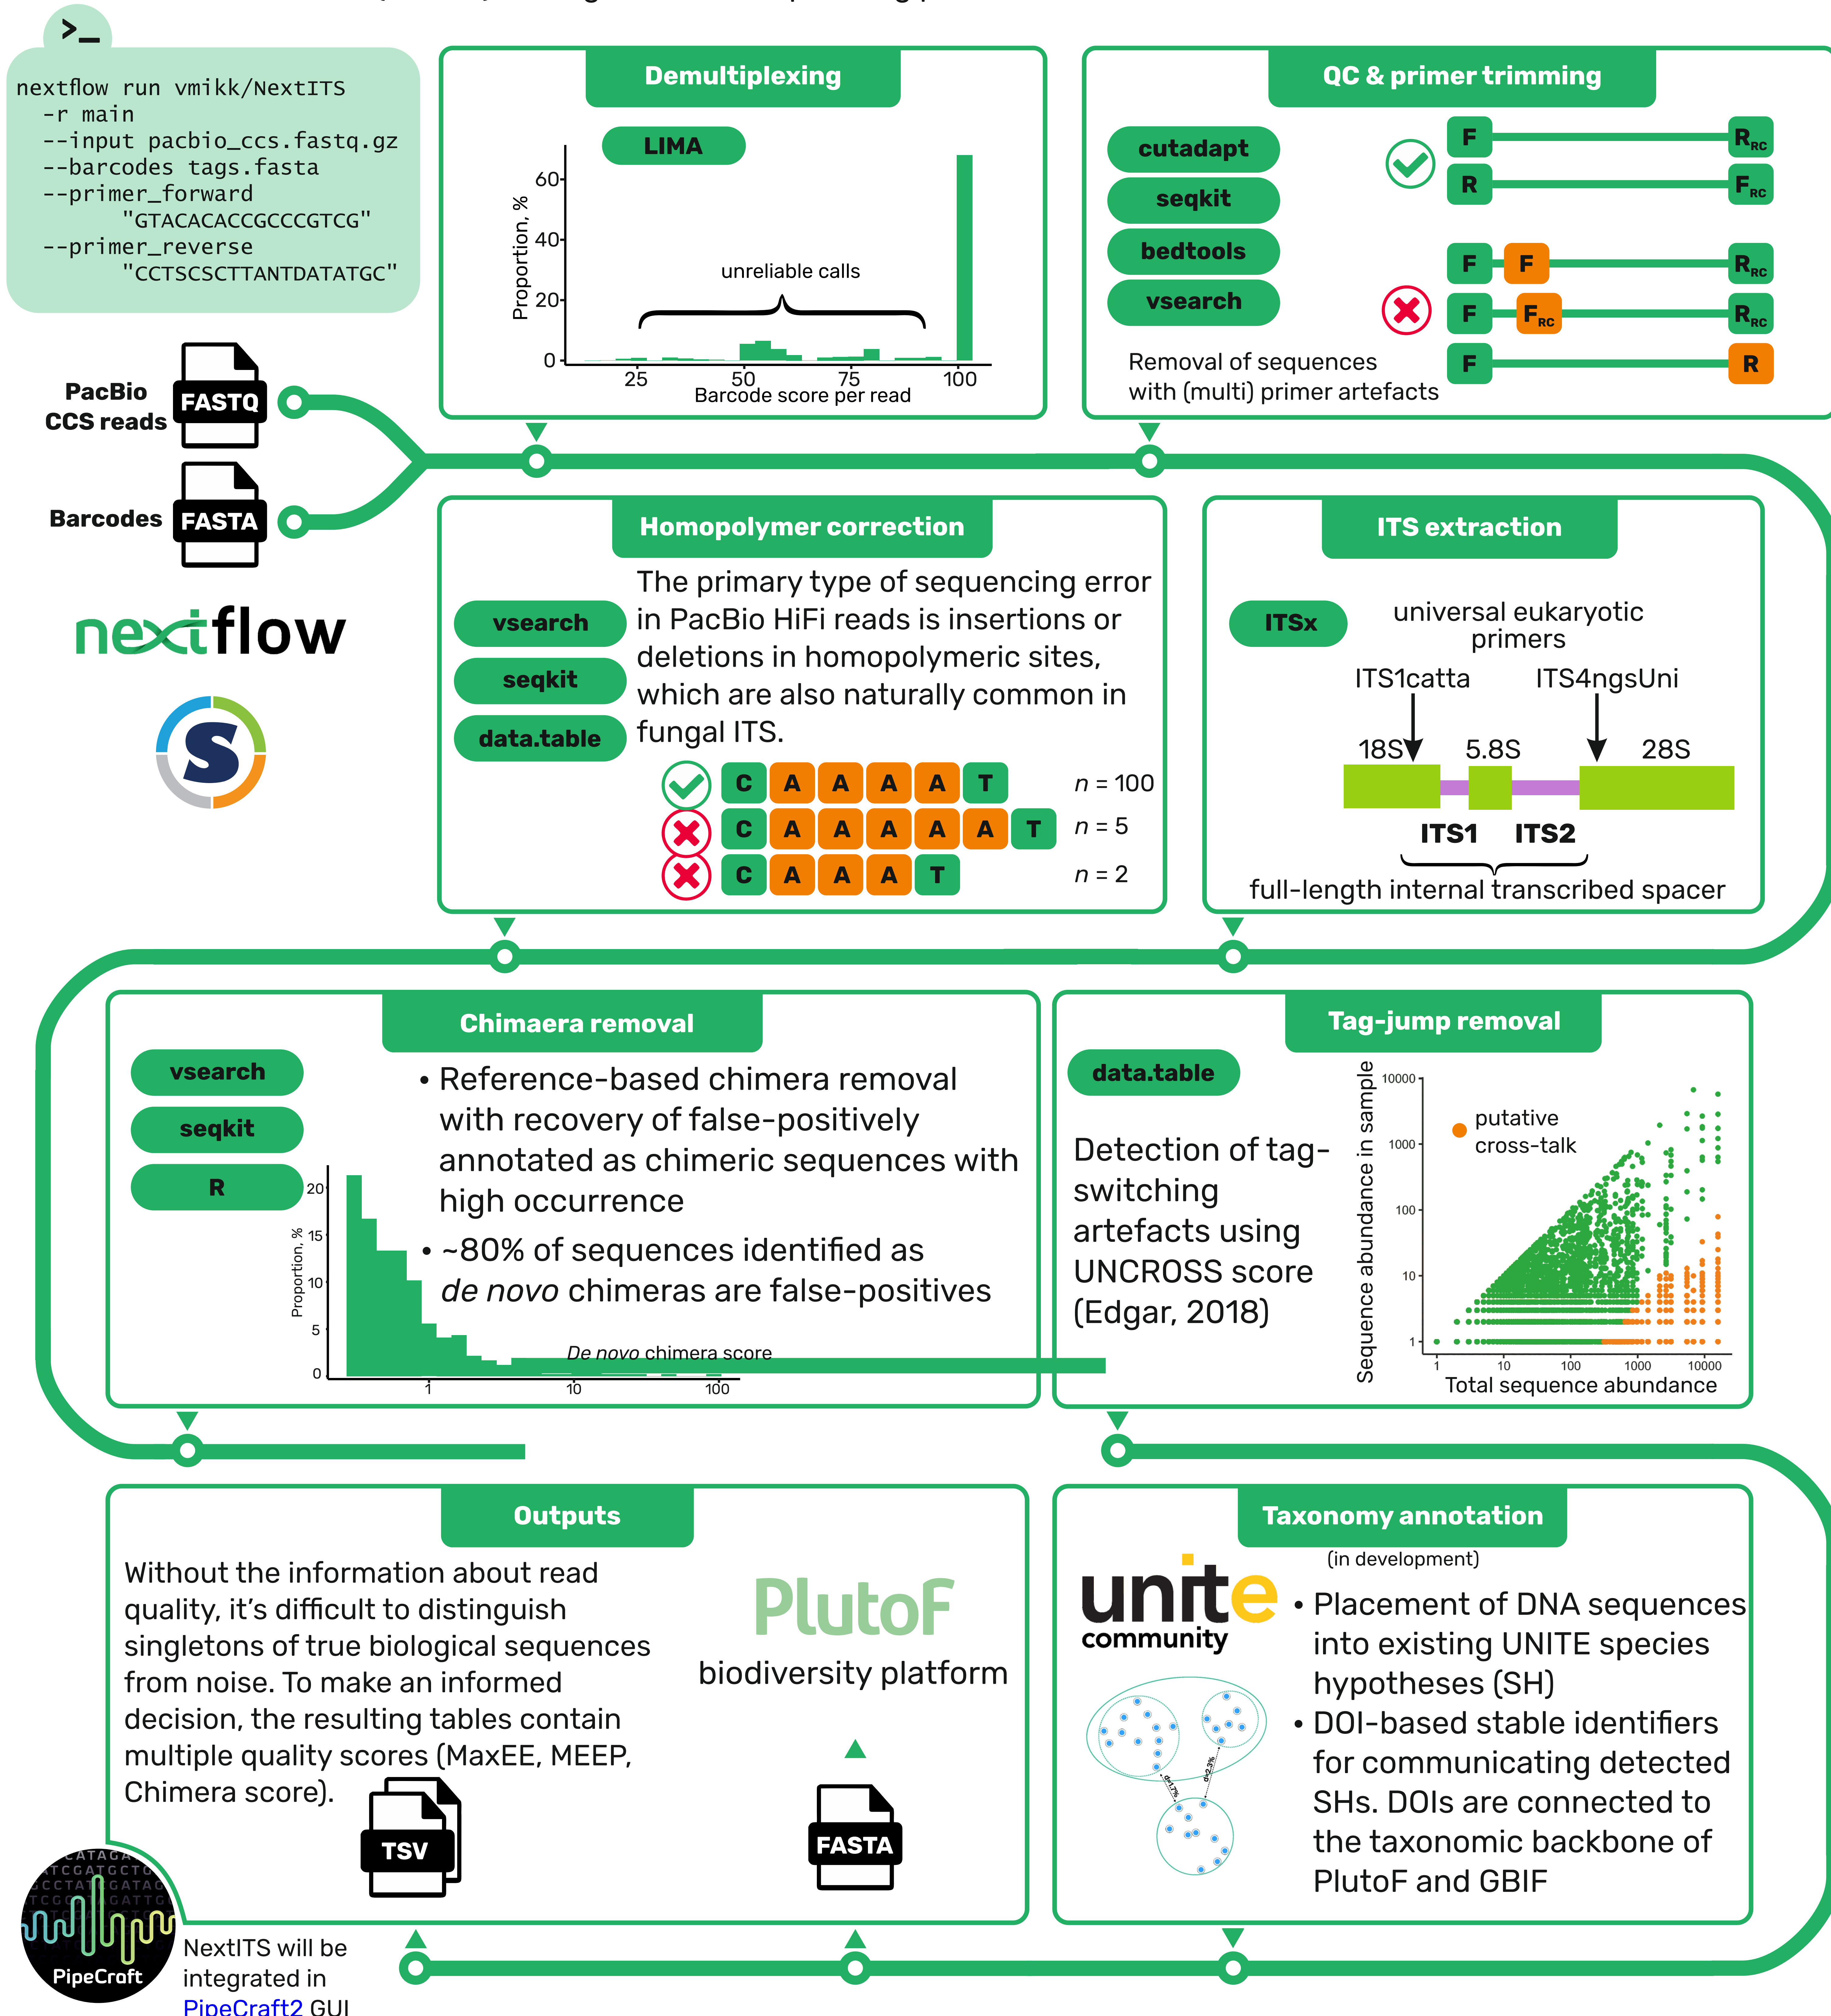 >_
nextflow run vmikk/NextITS
-r main
--input pacbio_ccs.fastq.gz
--barcodes tags.fasta
--primer_forward
"GTACACACCGCCCGTCG"
--primer_reverse
"CCTSCSCTTANTDATATGC"
PacBio
CCS reads
FASTQ
Barcodes
FASTA
nextflow
S
Demultiplexing
LIMA
Proportion, %
60
40
20
0
unreliable calls
25
50
75
100
Barcode score per read
QC & primer trimming
cutadapt
seqkit
bedtools
vsearch
Removal of sequences
with (multi) primer artefacts
F RRC
R FRC
F F RRC
F FRC RRC
F R
Homopolymer correction
vsearch
seqkit
data.table
The primary type of sequencing error
in PacBio HiFi reads is insertions or
deletions in homopolymeric sites,
which are also naturally common in
fungal ITS.
C A A A A T n = 100
C A A A A A T n = 5
C A A A T n = 2
ITS extraction
ITSx
universal eukaryotic
primers
ITS1catta ITS4ngsUni
18S 5.8S 28S
ITS1 ITS2
full-length internal transcribed spacer
Chimaera removal
vsearch
seqkit
R
• Reference-based chimera removal
with recovery of false-positively
annotated as chimeric sequences with
high occurrence
• ~80% of sequences identified as
de novo chimeras are false-positives
Proportion, %
20
15
10
5
0
De novo chimera score
1
10
100
Tag-jump removal
data.table
Detection of tag-
switching
artefacts using
UNCROSS score
(Edgar, 2018)
Sequence abundance in sample
10000
1000
100
10
1
putative
cross-talk
1
10
100
1000
10000
Total sequence abundance
Outputs
Without the information about read
quality, it's difficult to distinguish
singletons of true biological sequences
from noise. To make an informed
decision, the resulting tables contain
multiple quality scores (MaxEE, MEEP,
Chimera score).
TSV
PlutoF
biodiversity platform
FASTA
Taxonomy annotation
(in development)
unite
community
d=1.7%
d=2.3%
• Placement of DNA sequences
into existing UNITE species
hypotheses (SH)
• DOI-based stable identifiers
for communicating detected
SHs. DOIs are connected to
the taxonomic backbone of
PlutoF and GBIF
PipeCraft
NextITS will be
integrated in
PipeCraft2 GUI